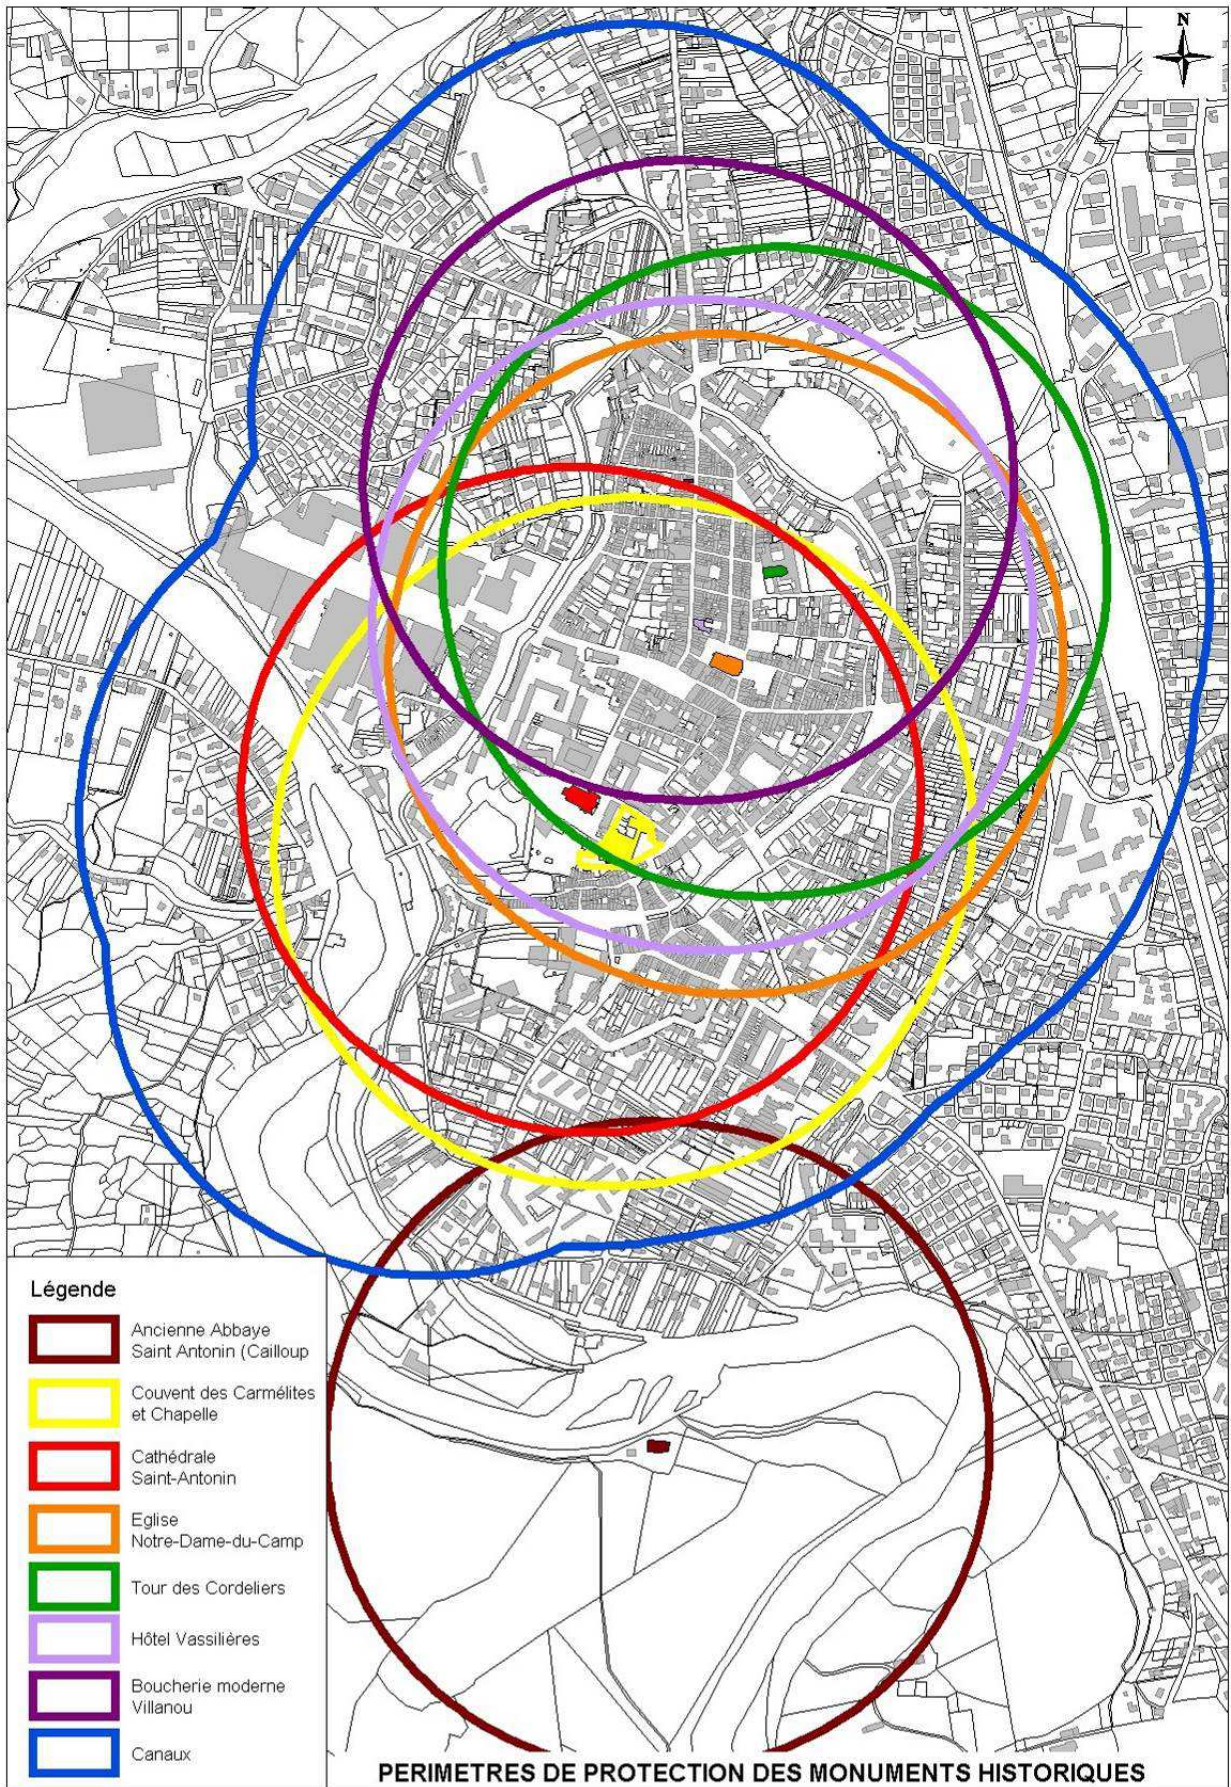 N
Légende
Ancienne Abbaye
Saint Antonin (Cailloup
Couvent des Carmélites
et Chapelle
Cathédrale
Saint-Antonin
Eglise
Notre-Dame-du-Camp
Tour des Cordeliers
Hôtel Vassilières
Boucherie moderne
Villanou
Canaux
PERIMETRES DE PROTECTION DES MONUMENTS HISTORIQUES